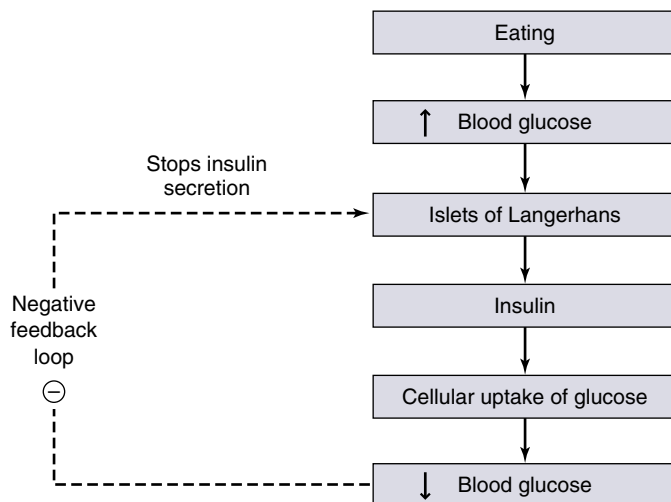 Eating
↑ Blood glucose
Stops insulin
secretion
Islets of Langerhans
Insulin
Negative
feedback
loop
−
Cellular uptake of glucose
↓ Blood glucose